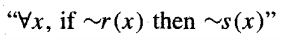 “∀x, if ~r(x) then ~s(x)”